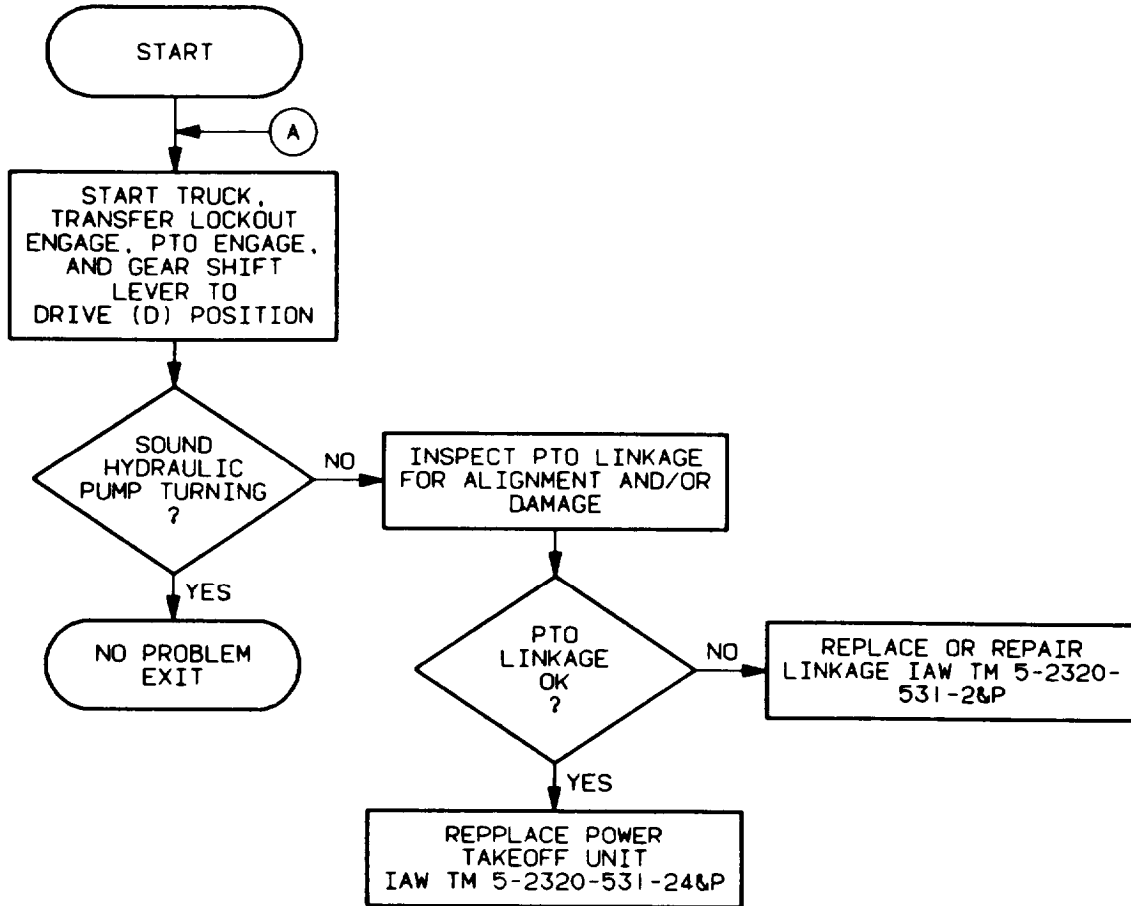 START
A
START TRUCK,
TRANSFER LOCKOUT
ENGAGE, PTO ENGAGE,
AND GEAR SHIFT
LEVER TO
DRIVE (D) POSITION
SOUND
HYDRAULIC
PUMP TURNING
?
NO
INSPECT PTO LINKAGE
FOR ALIGNMENT AND/OR
DAMAGE
YES
NO PROBLEM
EXIT
PTO
LINKAGE
OK
?
NO
REPLACE OR REPAIR
LINKAGE IAW TM 5-2320-
531-2&P
YES
REPPLACE POWER
TAKEOFF UNIT
IAW TM 5-2320-531-24&P